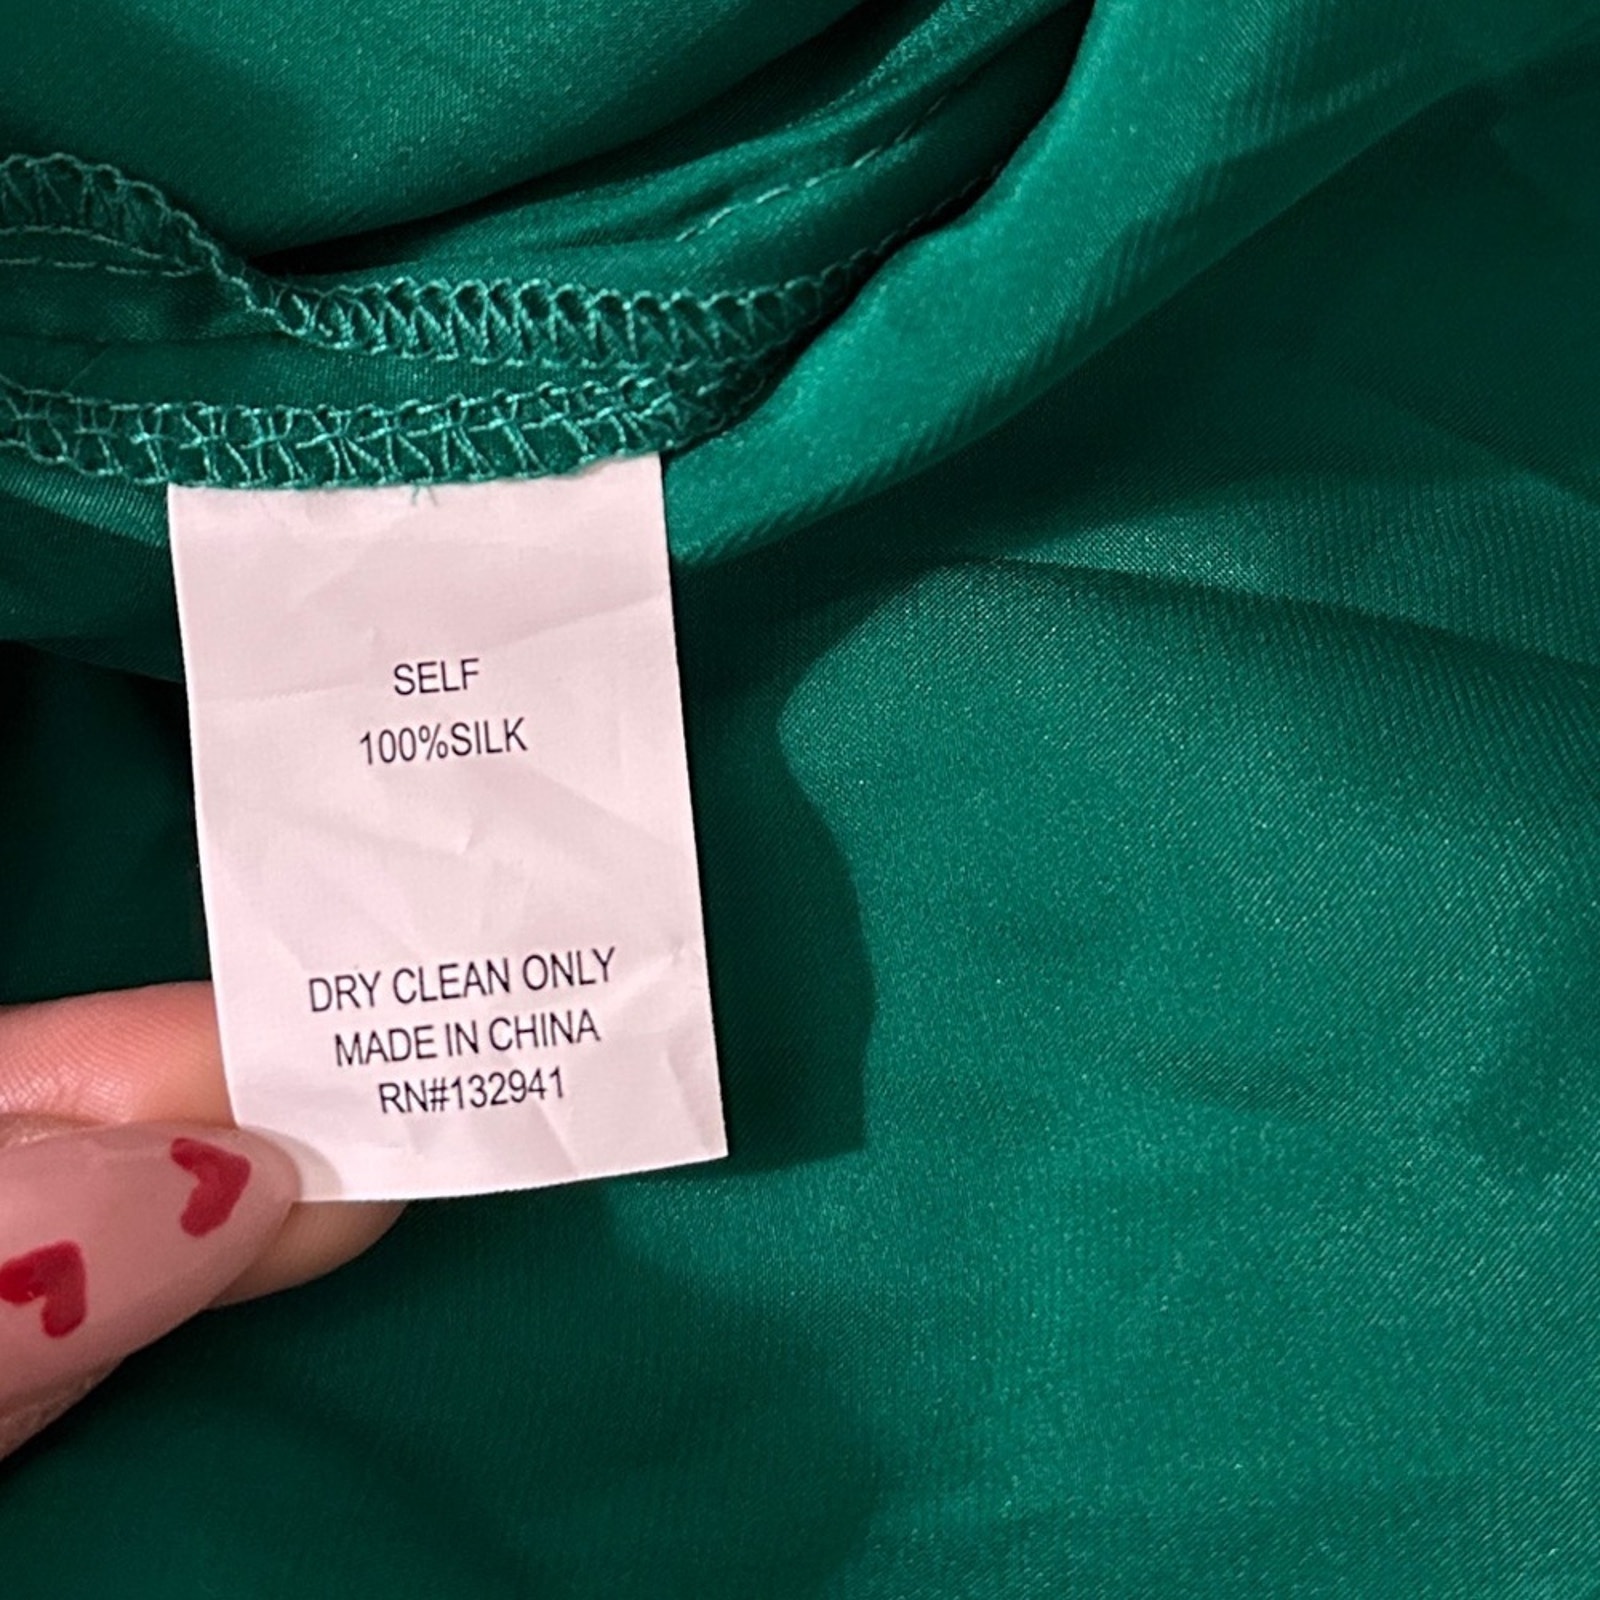 SELF
100%SILK
DRY CLEAN ONLY
MADE IN CHINA
RN#132941